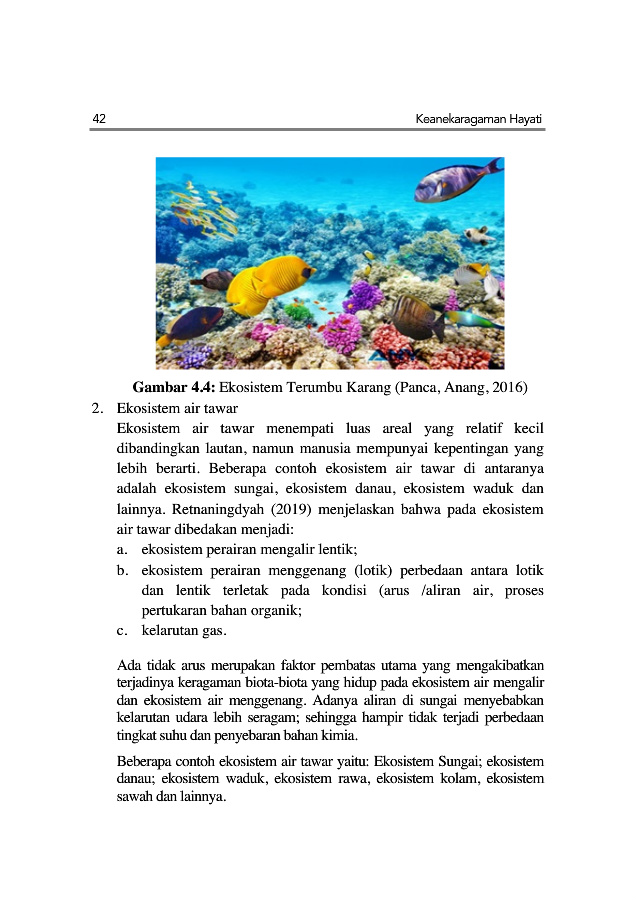 42
Keanekaragaman Hayati
Gambar 4.4: Ekosistem Terumbu Karang (Panca, Anang, 2016)
2. Ekosistem air tawar
Ekosistem air tawar menempati luas areal yang relatif kecil
dibandingkan lautan, namun manusia mempunyai kepentingan yang
lebih berarti. Beberapa contoh ekosistem air tawar di antaranya
adalah ekosistem sungai, ekosistem danau, ekosistem waduk dan
lainnya. Retnaningdyah (2019) menjelaskan bahwa pada ekosistem
air tawar dibedakan menjadi:
a. ekosistem perairan mengalir lentik;
b. ekosistem perairan menggenang (lotik) perbedaan antara lotik
dan lentik terletak pada kondisi (arus /aliran air, proses
pertukaran bahan organik;
c. kelarutan gas.
Ada tidak arus merupakan faktor pembatas utama yang mengakibatkan
terjadinya keragaman biota-biota yang hidup pada ekosistem air mengalir
dan ekosistem air menggenang. Adanya aliran di sungai menyebabkan
kelarutan udara lebih seragam; sehingga hampir tidak terjadi perbedaan
tingkat suhu dan penyebaran bahan kimia.
Beberapa contoh ekosistem air tawar yaitu: Ekosistem Sungai; ekosistem
danau; ekosistem waduk, ekosistem rawa, ekosistem kolam, ekosistem
sawah dan lainnya.